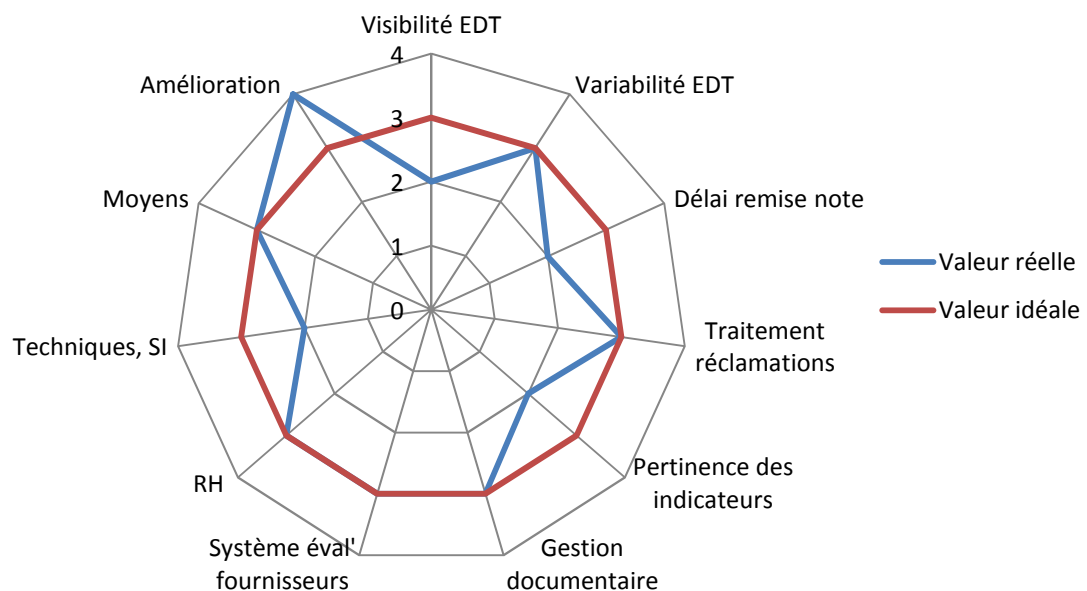 Visibilité EDT
4
3
2
1
0
Variabilité EDT
Délai remise note
Traitement
réclamations
Pertinence des
indicateurs
Gestion
documentaire
Système éval'
fournisseurs
RH
Techniques, SI
Moyens
Amélioration
Valeur réelle
Valeur idéale